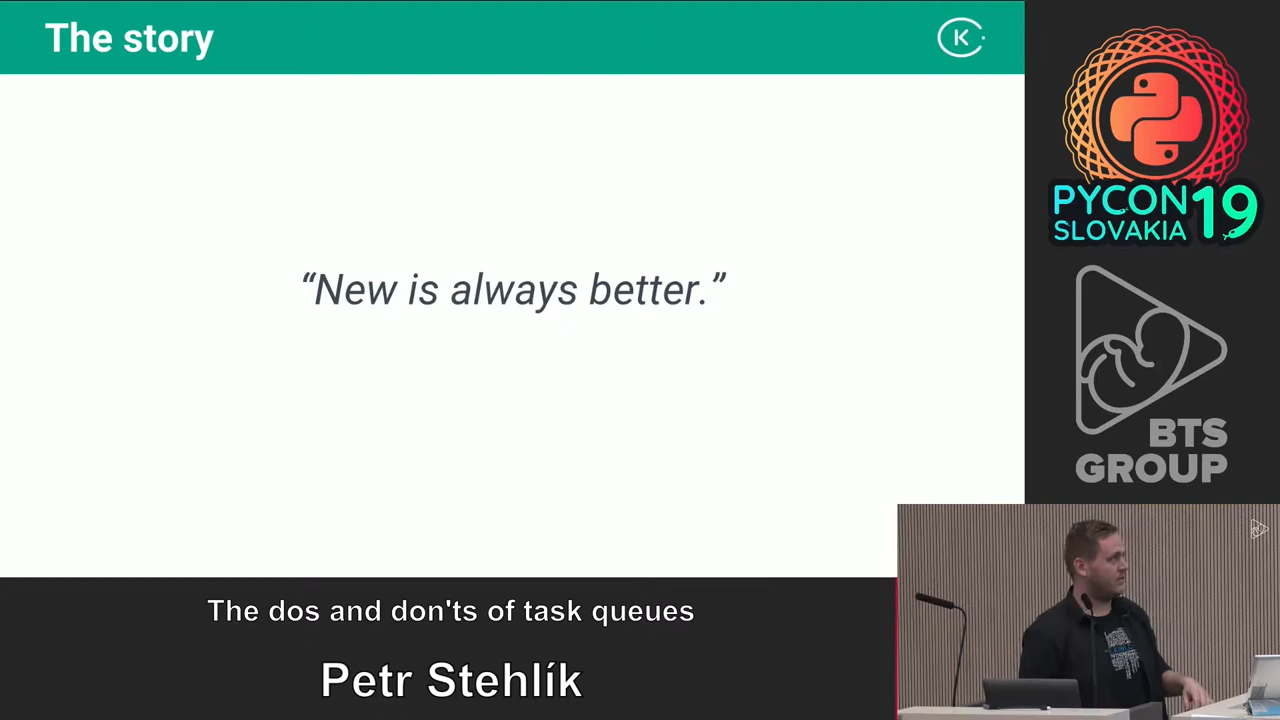 The story
K
“New is always better.”
PYCON
SLOVAKIA
19
BTS
GROUP
The dos and don'ts of task queues
Petr Stehlík